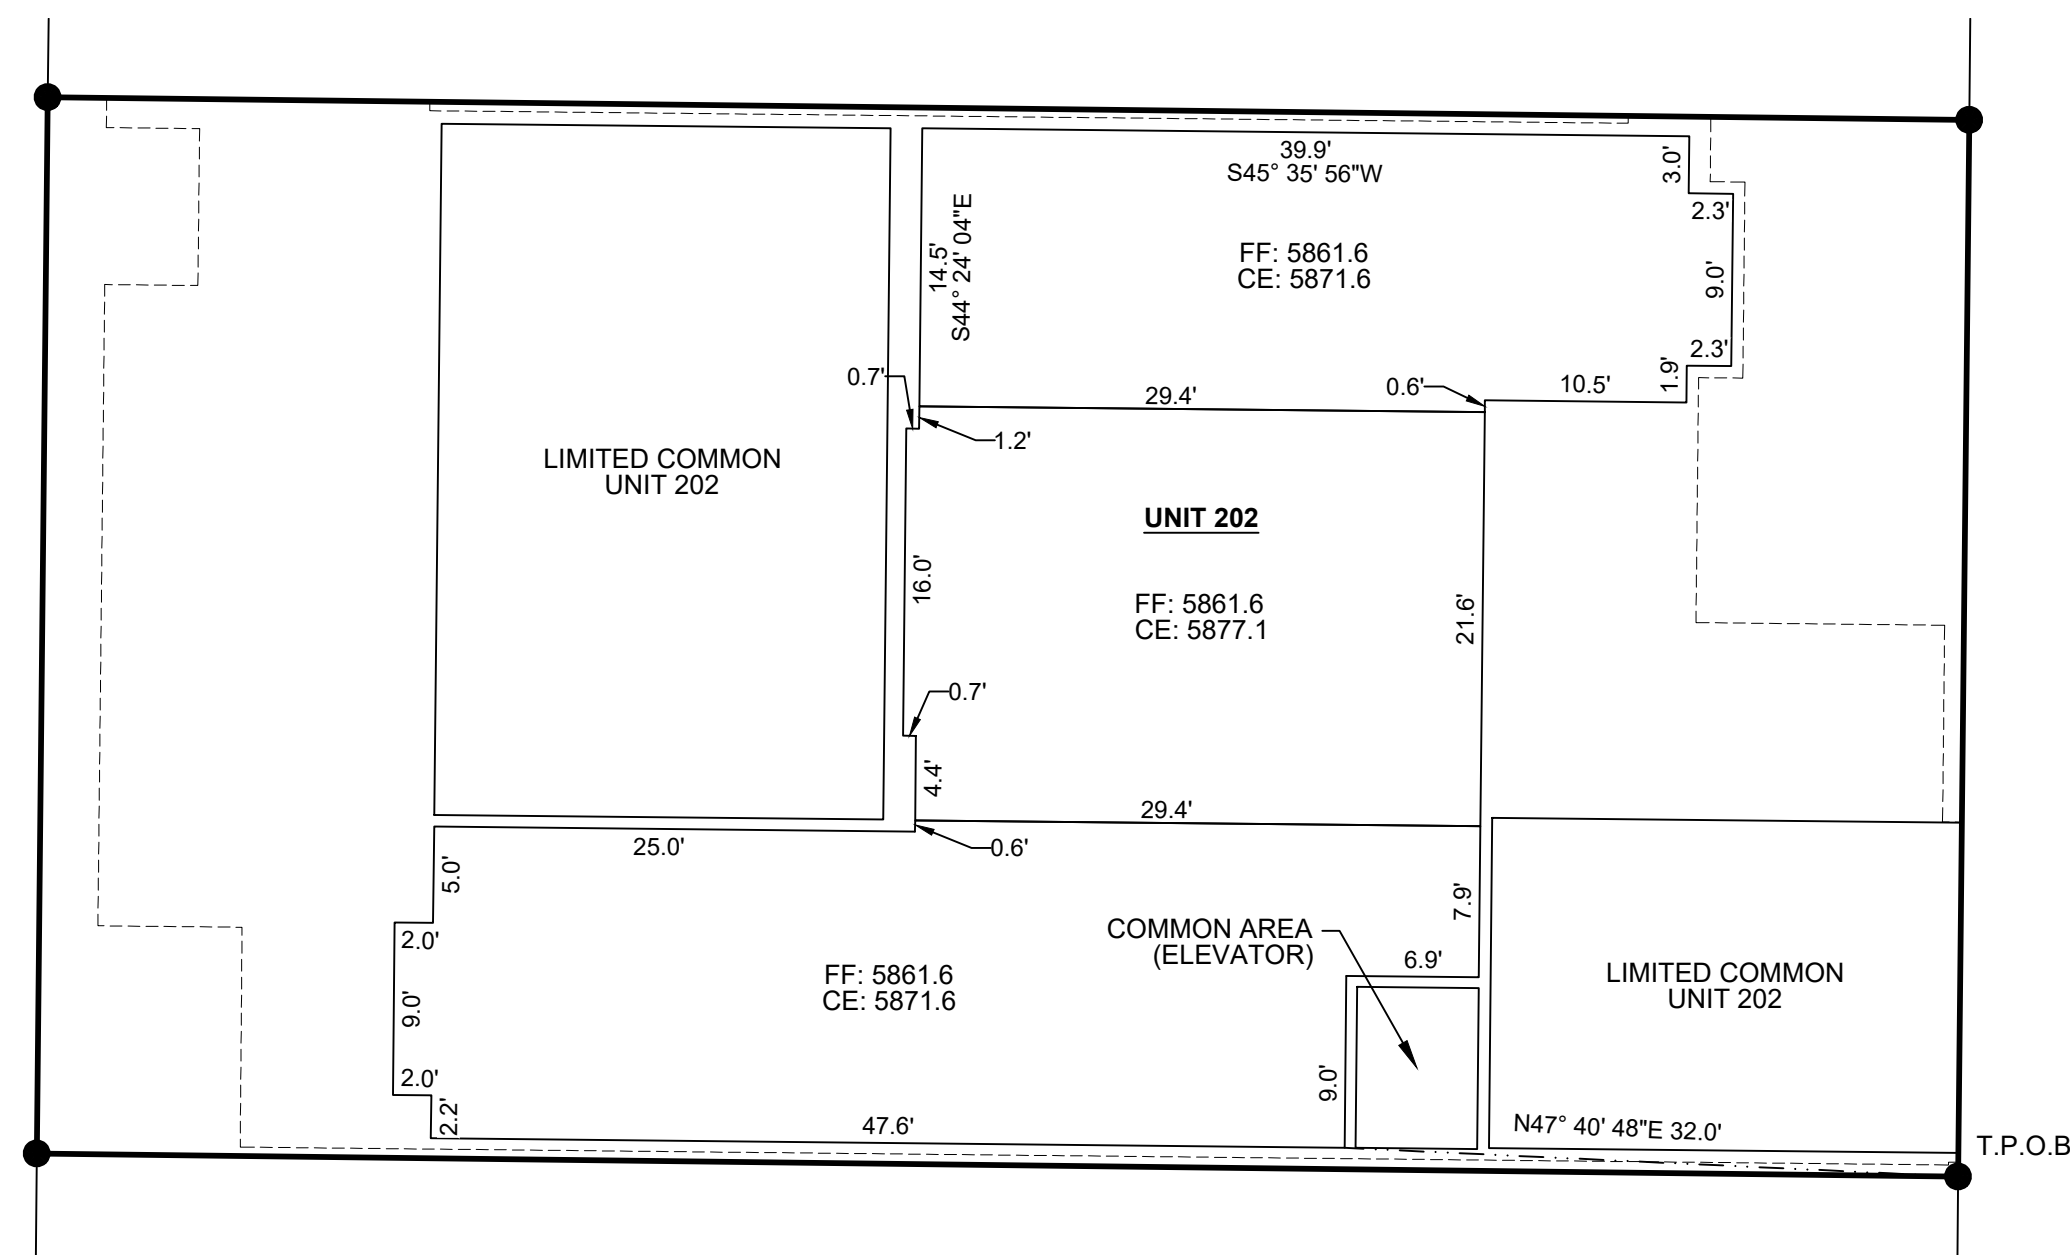 39.9'
S45° 35' 56"W
3.0'
2.3'
14.5'
S44° 24' 04"E
FF: 5861.6
CE: 5871.6
9.0'
2.3'
1.9'
0.7'
29.4'
0.6'
10.5'
1.2'
LIMITED COMMON
UNIT 202
UNIT 202
16.0'
FF: 5861.6
CE: 5877.1
21.6'
0.7'
4.4'
29.4'
25.0'
0.6'
5.0'
7.9'
2.0'
COMMON AREA
(ELEVATOR)
6.9'
FF: 5861.6
CE: 5871.6
LIMITED COMMON
UNIT 202
9.0'
2.0'
9.0'
2.2'
47.6'
N47° 40' 48"E 32.0'
T.P.O.B